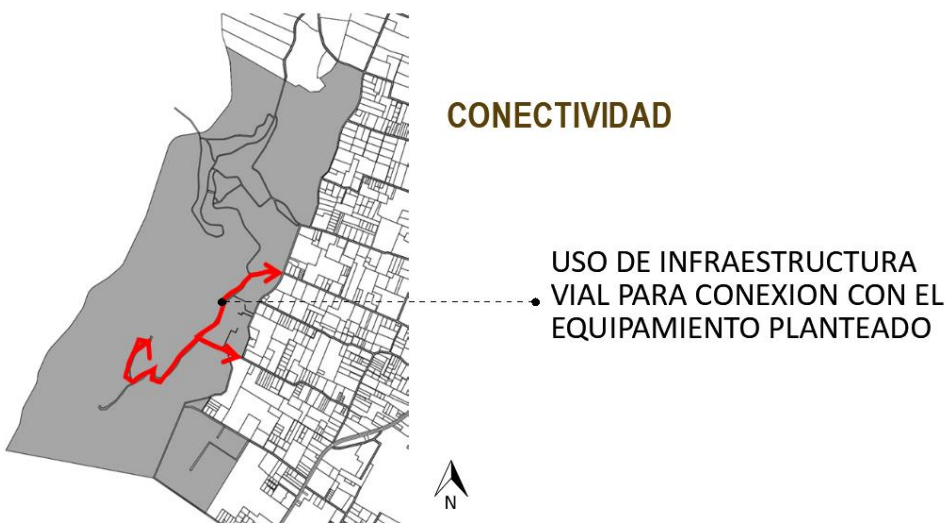 CONECTIVIDAD
USO DE INFRAESTRUCTURA
VIAL PARA CONEXION CON EL
EQUIPAMIENTO PLANTEADO
N